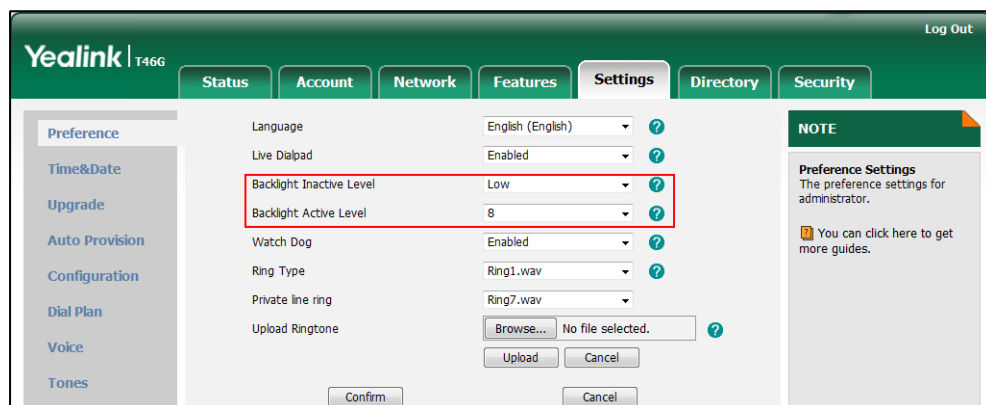 Log Out
Yealink | T46G
Status Account Network Features Settings Directory Security
Preference
Time&Date
Upgrade
Auto Provision
Configuration
Dial Plan
Voice
Tones
Language English (English) ?
Live Dialpad Enabled ?
Backlight Inactive Level Low ?
Backlight Active Level 8 ?
Watch Dog Enabled ?
Ring Type Ring1.wav ?
Private line ring Ring7.wav
Upload Ringtone Browse... No file selected. ?
Upload Cancel
Confirm Cancel
NOTE
Preference Settings
The preference settings for
administrator.
? You can click here to get
more guides.